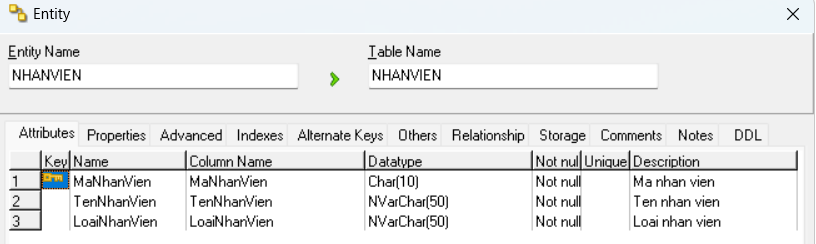 Entity
Entity Name
Table Name
NHANVIEN
NHANVIEN
Attributes Properties Advanced Indexes Alternate Keys Others Relationship Storage Comments Notes DDL
Key Name Column Name Datatype Not nul Unique Description
1 MaNhanVien MaNhanVien Char(10) Not null Ma nhan vien
2 TenNhanVien TenNhanVien NVarChar(50) Not null Ten nhan vien
3 LoaiNhanVien LoaiNhanVien NVarChar(50) Not null Loai nhan vien